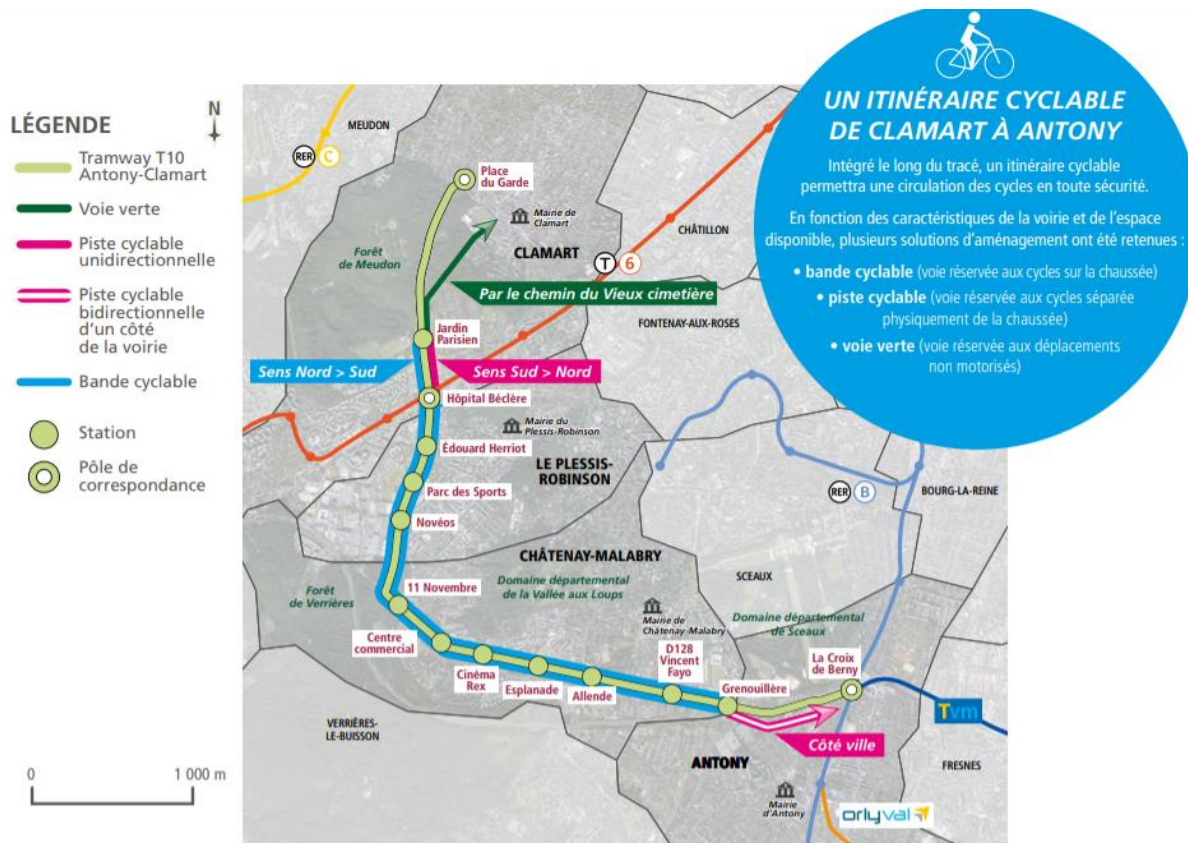 LÉGENDE
N
Tramway T10
Antony-Clamart
Voie verte
Piste cyclable
unidirectionnelle
Piste cyclable
bidirectionnelle
d'un côté
de la voirie
Bande cyclable
Station
Pôle de
correspondance
0 1 000 m
UN ITINÉRAIRE CYCLABLE
DE CLAMART À ANTONY
Intégré le long du tracé, un itinéraire cyclable
permettra une circulation des cycles en toute sécurité.
En fonction des caractéristiques de la voirie et de l'espace
disponible, plusieurs solutions d'aménagement ont été retenues :
• bande cyclable (voie réservée aux cycles sur la chaussée)
• piste cyclable (voie réservée aux cycles séparée
physiquement de la chaussée)
• voie verte (voie réservée aux déplacements
non motorisés)
MEUDON
RER C
Place
du Garde
Mairie de
Clamart
Forêt
de Meudon
CLAMART
CHÂTILLON
T 6
Par le chemin du Vieux cimetière
FONTENAY-AUX-ROSES
Jardin
Parisien
Sens Nord > Sud
Sens Sud > Nord
Hôpital Béclère
Mairie du
Plessis-Robinson
Édouard Herriot
LE PLESSIS-
ROBINSON
Parc des Sports
RER B
BOURG-LA-REINE
Novéos
CHÂTENAY-MALABRY
SCEAUX
11 Novembre
Forêt
de Verrières
Domaine départemental
de la Vallée aux Loups
Mairie de
Châtenay-Malabry
Domaine départemental
de Sceaux
Centre
commercial
Cinéma
Rex
Esplanade
Allende
D128
Vincent
Fayo
Grenouillère
La Croix
de Berny
Tvm
VERRIÈRES-
LE-BUISSON
Côté ville
ANTONY
FRESNES
Mairie
d'Antony
orlyval